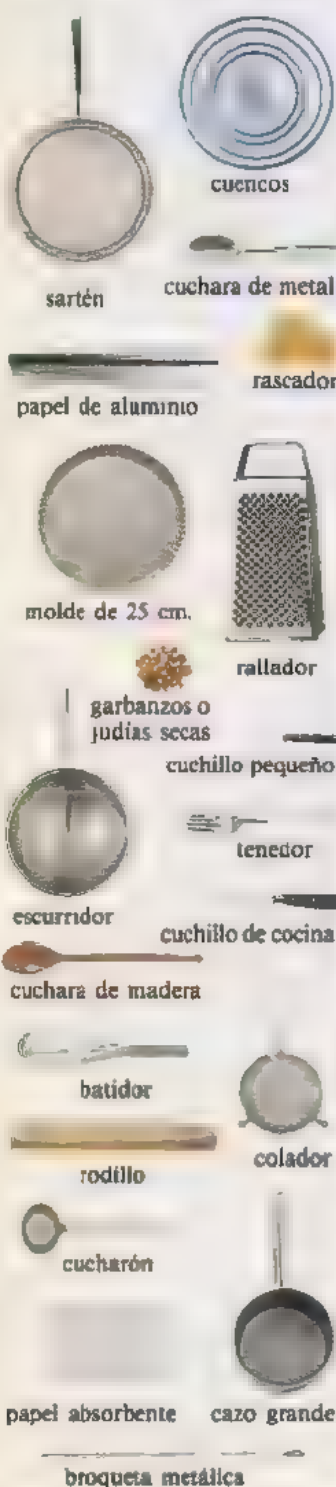 cuencos
sartén
cuchara de metal
rascador
papel de aluminio
molde de 25 cm.
rallador
garbanzos o
judías secas
cuchillo pequeño
tenedor
escurridor
cuchillo de cocina
cuchara de madera
batidor
colador
rodillo
cucharón
papel absorbente
cazo grande
broqueta metálica